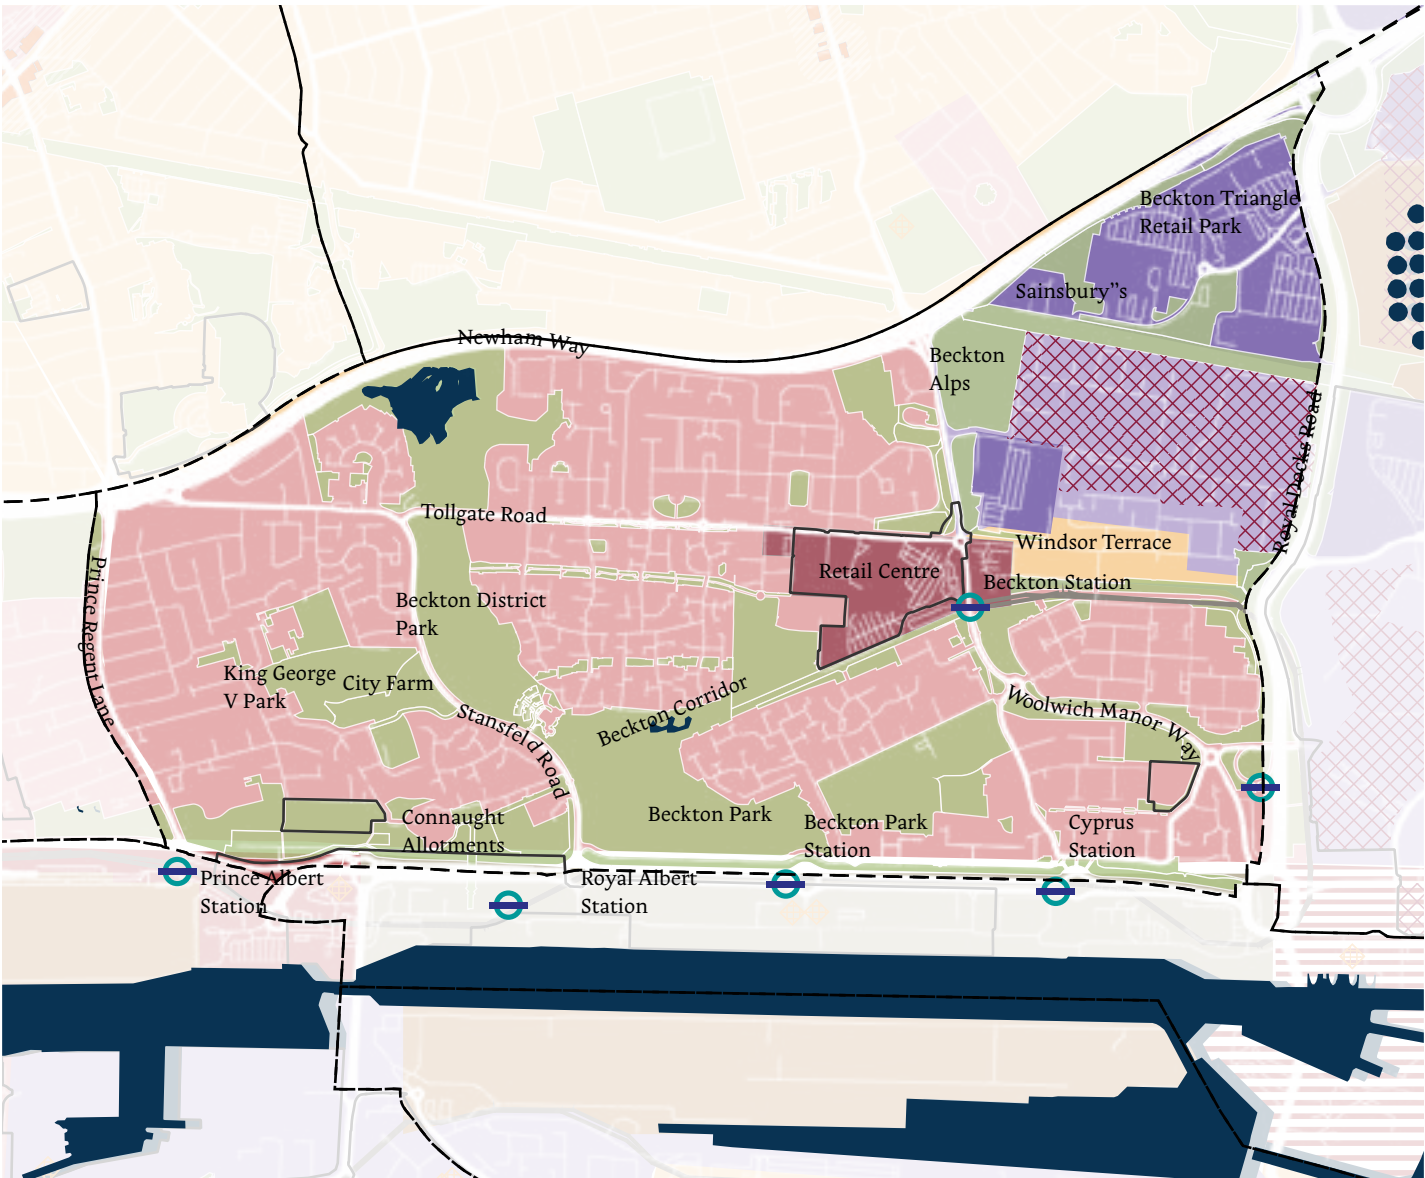 Beckton Triangle
Retail Park
Sainsbury''s
Newham Way
Beckton
Alps
Royal Docks Road
Tollgate Road
Windsor Terrace
Retail Centre
Beckton Station
Prince Regent Lane
Beckton District
Park
King George
V Park
City Farm
Stansfeld Road
Beckton Corridor
Woolwich Manor Way
Connaught
Allotments
Beckton Park
Beckton Park
Station
Cyprus
Station
Prince Albert
Station
Royal Albert
Station